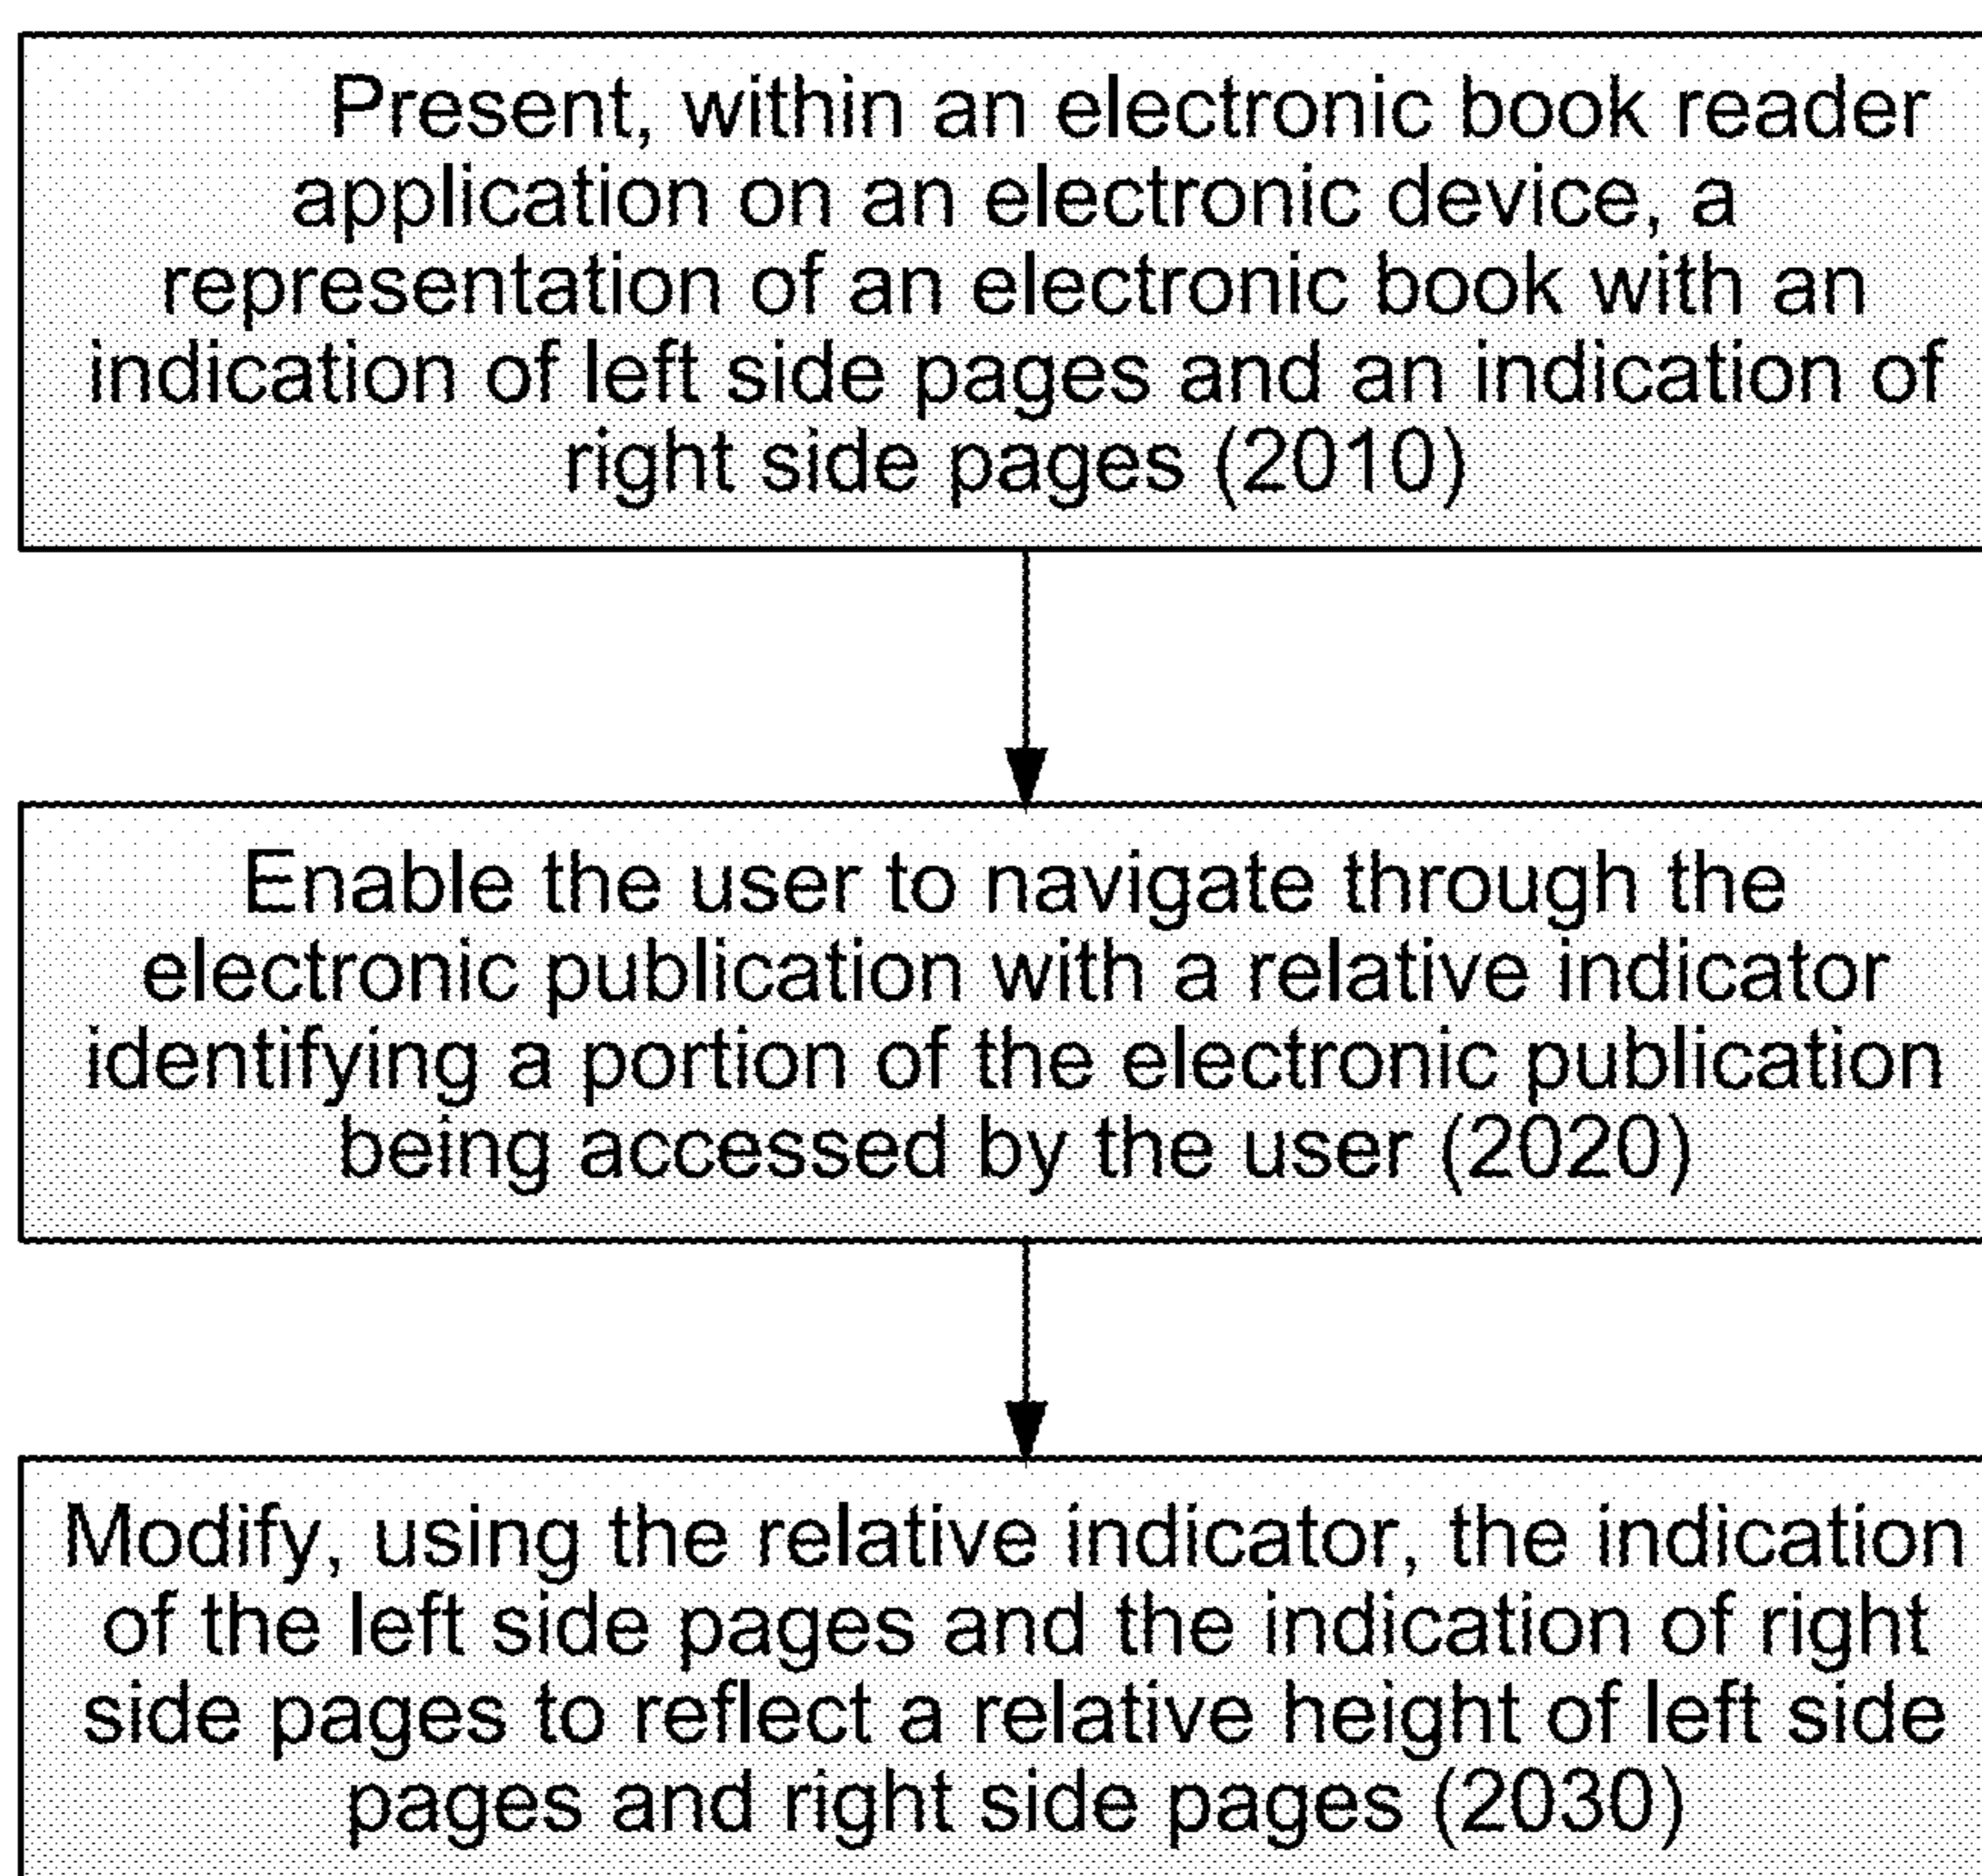 Present, within an electronic book reader
application on an electronic device, a
representation of an electronic book with an
indication of left side pages and an indication of
right side pages (2010)
Enable the user to navigate through the
electronic publication with a relative indicator
identifying a portion of the electronic publication
being accessed by the user (2020)
Modify, using the relative indicator, the indication
of the left side pages and the indication of right
side pages to reflect a relative height of left side
pages and right side pages (2030)